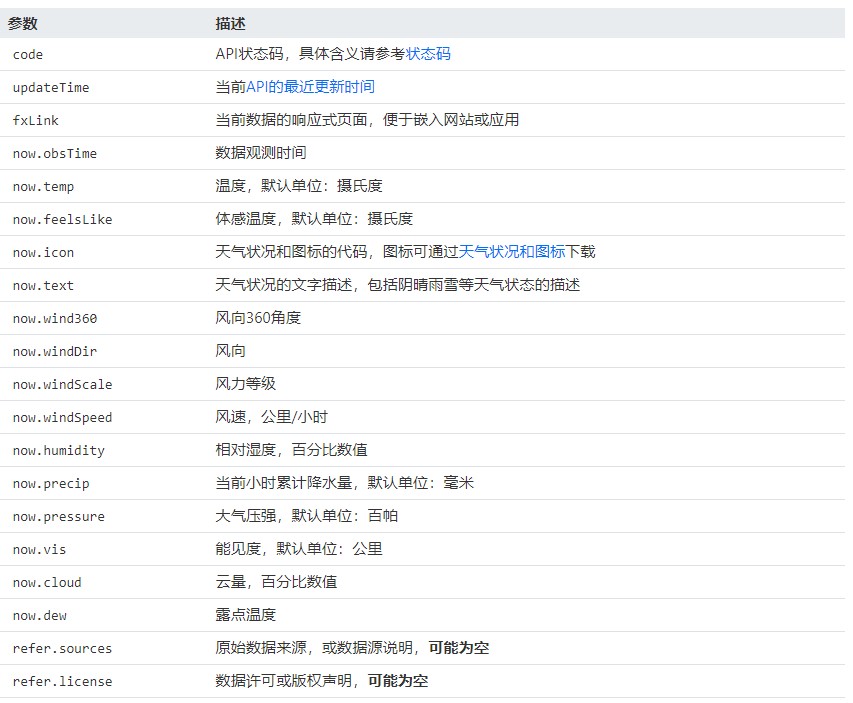 参数 描述
code API状态码，具体含义请参考状态码
updateTime 当前API的最近更新时间
fxLink 当前数据的响应式页面，便于嵌入网站或应用
now.obsTime 数据观测时间
now.temp 温度，默认单位：摄氏度
now.feelsLike 体感温度，默认单位：摄氏度
now.icon 天气状况和图标的代码，图标可通过天气状况和图标下载
now.text 天气状况的文字描述，包括阴晴雨雪等天气状态的描述
now.wind360 风向360角度
now.windDir 风向
now.windScale 风力等级
now.windSpeed 风速，公里/小时
now.humidity 相对湿度，百分比数值
now.precip 当前小时累计降水量，默认单位：毫米
now.pressure 大气压强，默认单位：百帕
now.vis 能见度，默认单位：公里
now.cloud 云量，百分比数值
now.dew 露点温度
refer.sources 原始数据来源，或数据源说明，可能为空
refer.license 数据许可或版权声明，可能为空